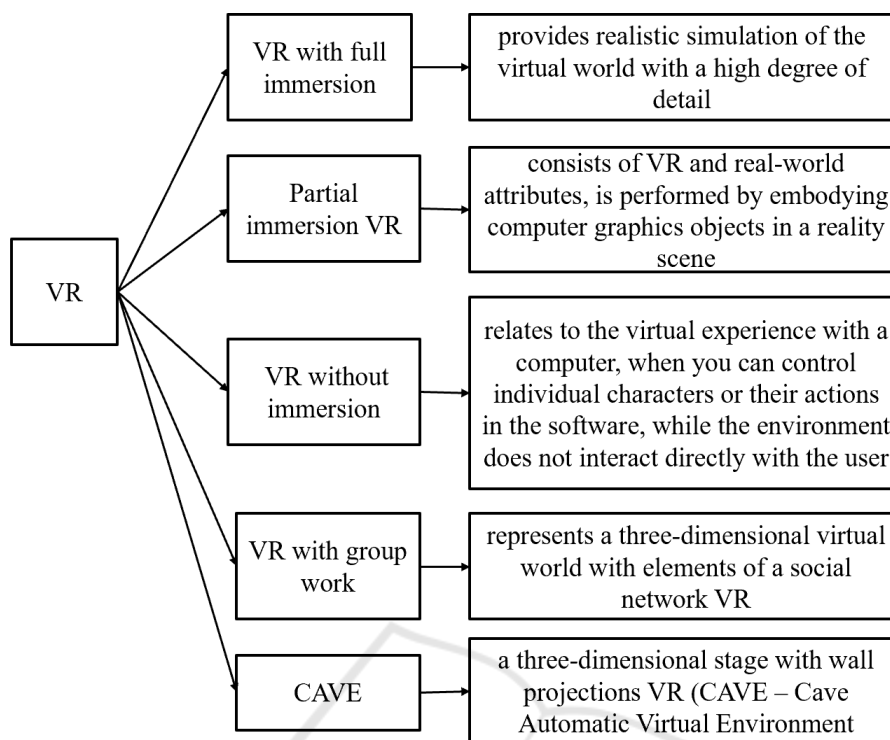 VR
VR with full
immersion
provides realistic simulation of the
virtual world with a high degree of
detail
Partial
immersion VR
consists of VR and real-world
attributes, is performed by embodying
computer graphics objects in a reality
scene
VR without
immersion
relates to the virtual experience with a
computer, when you can control
individual characters or their actions
in the software, while the environment
does not interact directly with the user
VR with group
work
represents a three-dimensional virtual
world with elements of a social
network VR
CAVE
a three-dimensional stage with wall
projections VR (CAVE – Cave
Automatic Virtual Environment